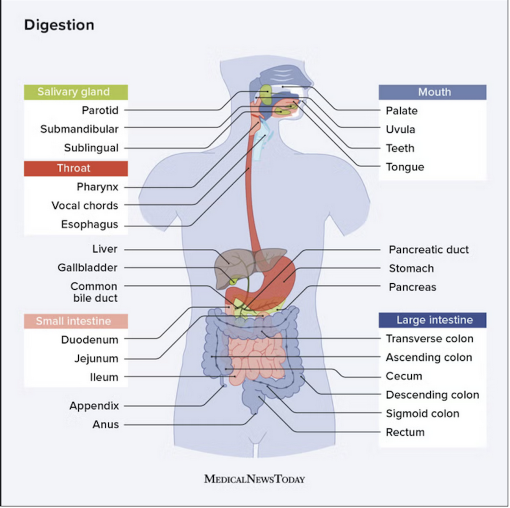 Digestion
Salivary gland
Parotid
Submandibular
Sublingual
Throat
Pharynx
Vocal chords
Esophagus
Liver
Gallbladder
Common
bile duct
Small intestine
Duodenum
Jejunum
Ileum
Appendix
Anus
Mouth
Palate
Uvula
Teeth
Tongue
Pancreatic duct
Stomach
Pancreas
Large intestine
Transverse colon
Ascending colon
Cecum
Descending colon
Sigmoid colon
Rectum
MEDICALNEWSTODAY